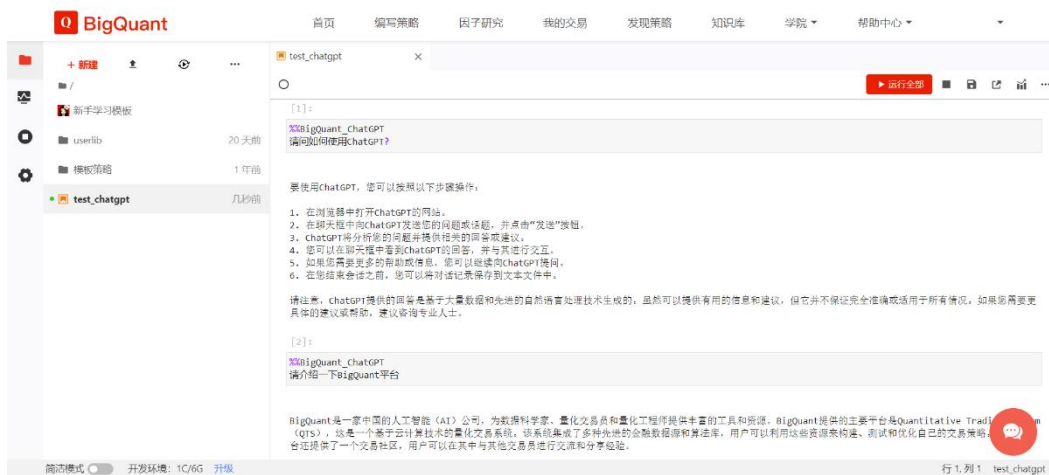 BigQuant
首页 编写策略 因子研究 我的交易 发现策略 知识库 学院 帮助中心
+ 新建
test_chatgpt
/
运行全部
新手学习模板
userlib 20 天前
模板策略 1 年前
test_chatgpt 几秒前
[1]:
%%BigQuant_ChatGPT
请问如何使用ChatGPT?
要使用ChatGPT，您可以按照以下步骤操作：
1. 在浏览器中打开ChatGPT的网站。
2. 在聊天框中向ChatGPT发送您的问题或话题，并点击“发送”按钮。
3. ChatGPT将分析您的问题并提供相关的回答或建议。
4. 您可以在聊天框中看到ChatGPT的回答，并与其进行交互。
5. 如果您需要更多的帮助或信息，您可以继续向ChatGPT提问。
6. 在您结束会话之前，您可以将对话记录保存到文本文件中。
请注意，ChatGPT提供的回答是基于大量数据和先进的自然语言处理技术生成的，虽然可以提供有用的信息和建议，但它并不保证完全准确或适用于所有情况，如果您需要更
具体的建议或帮助，建议咨询专业人士。
[2]:
%%BigQuant_ChatGPT
请介绍一下BigQuant平台
BigQuant是一家中国的人工智能（AI）公司，为数据科学家、量化交易员和量化工程师提供丰富的工具和资源。BigQuant提供的主要平台是Quantitative
（QTS），这是一个基于云计算技术的量化交易系统，该系统集成了多种先进的金融数据源和算法库，用户可以利用这些资源来构建、测试和优化自己的交易策略
台还提供了一个交易社区，用户可以在其中与其他交易员进行交流和分享经验。
简洁模式 开发环境：1C/6G 升级 行 1, 列 1 test_chatgpt